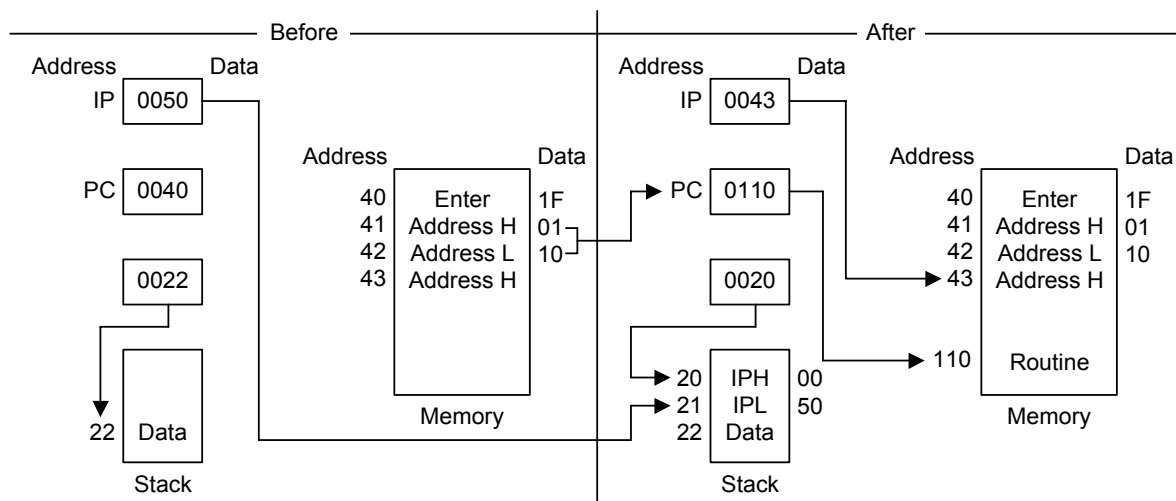 Before
Address Data
IP 0050
PC 0040
0022
22 Data
Stack
Address Data
40 Enter 1F
41 Address H 01
42 Address L 10
43 Address H
Memory
After
Address Data
IP 0043
PC 0110
0020
20 IPH 00
21 IPL 50
22 Data
Stack
Address Data
40 Enter 1F
41 Address H 01
42 Address L 10
43 Address H
110 Routine
Memory